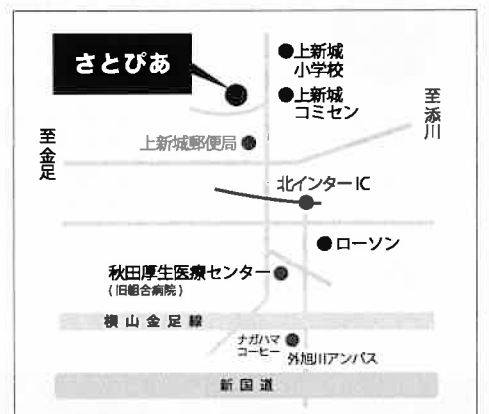 さとぴあ
●上新城
小学校
●上新城
コミセン
至添川
至金足
上新城郵便局
北インターIC
ローソン
秋田厚生医療センター
(旧組合病院)
横山金足線
ナガハマ
コーヒー
外旭川アンパス
新国道